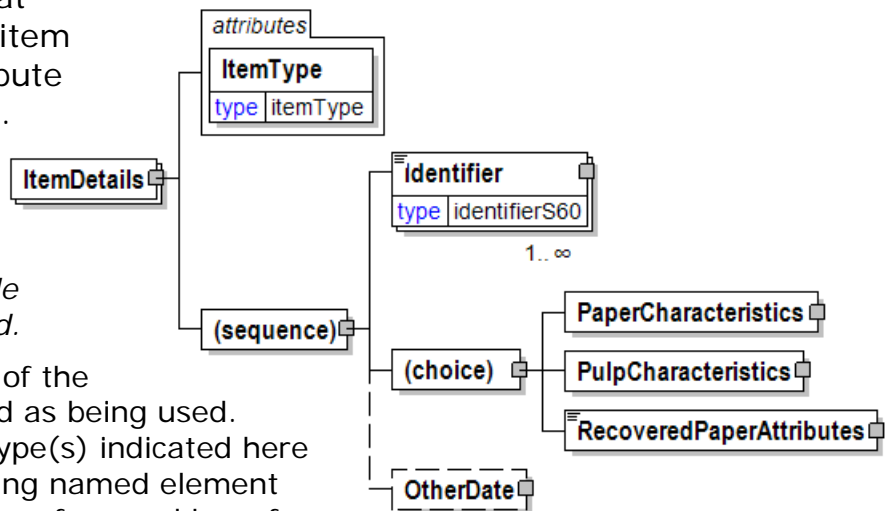 at
item
oute
.
attributes
ItemType
type itemType
ItemDetails
Identifier
type identifierS60
1.. ∞
le
d.
(sequence)
PaperCharacteristics
(choice)
PulpCharacteristics
RecoveredPaperAttributes
OtherDate
of the
d as being used.
ype(s) indicated here
ng named element